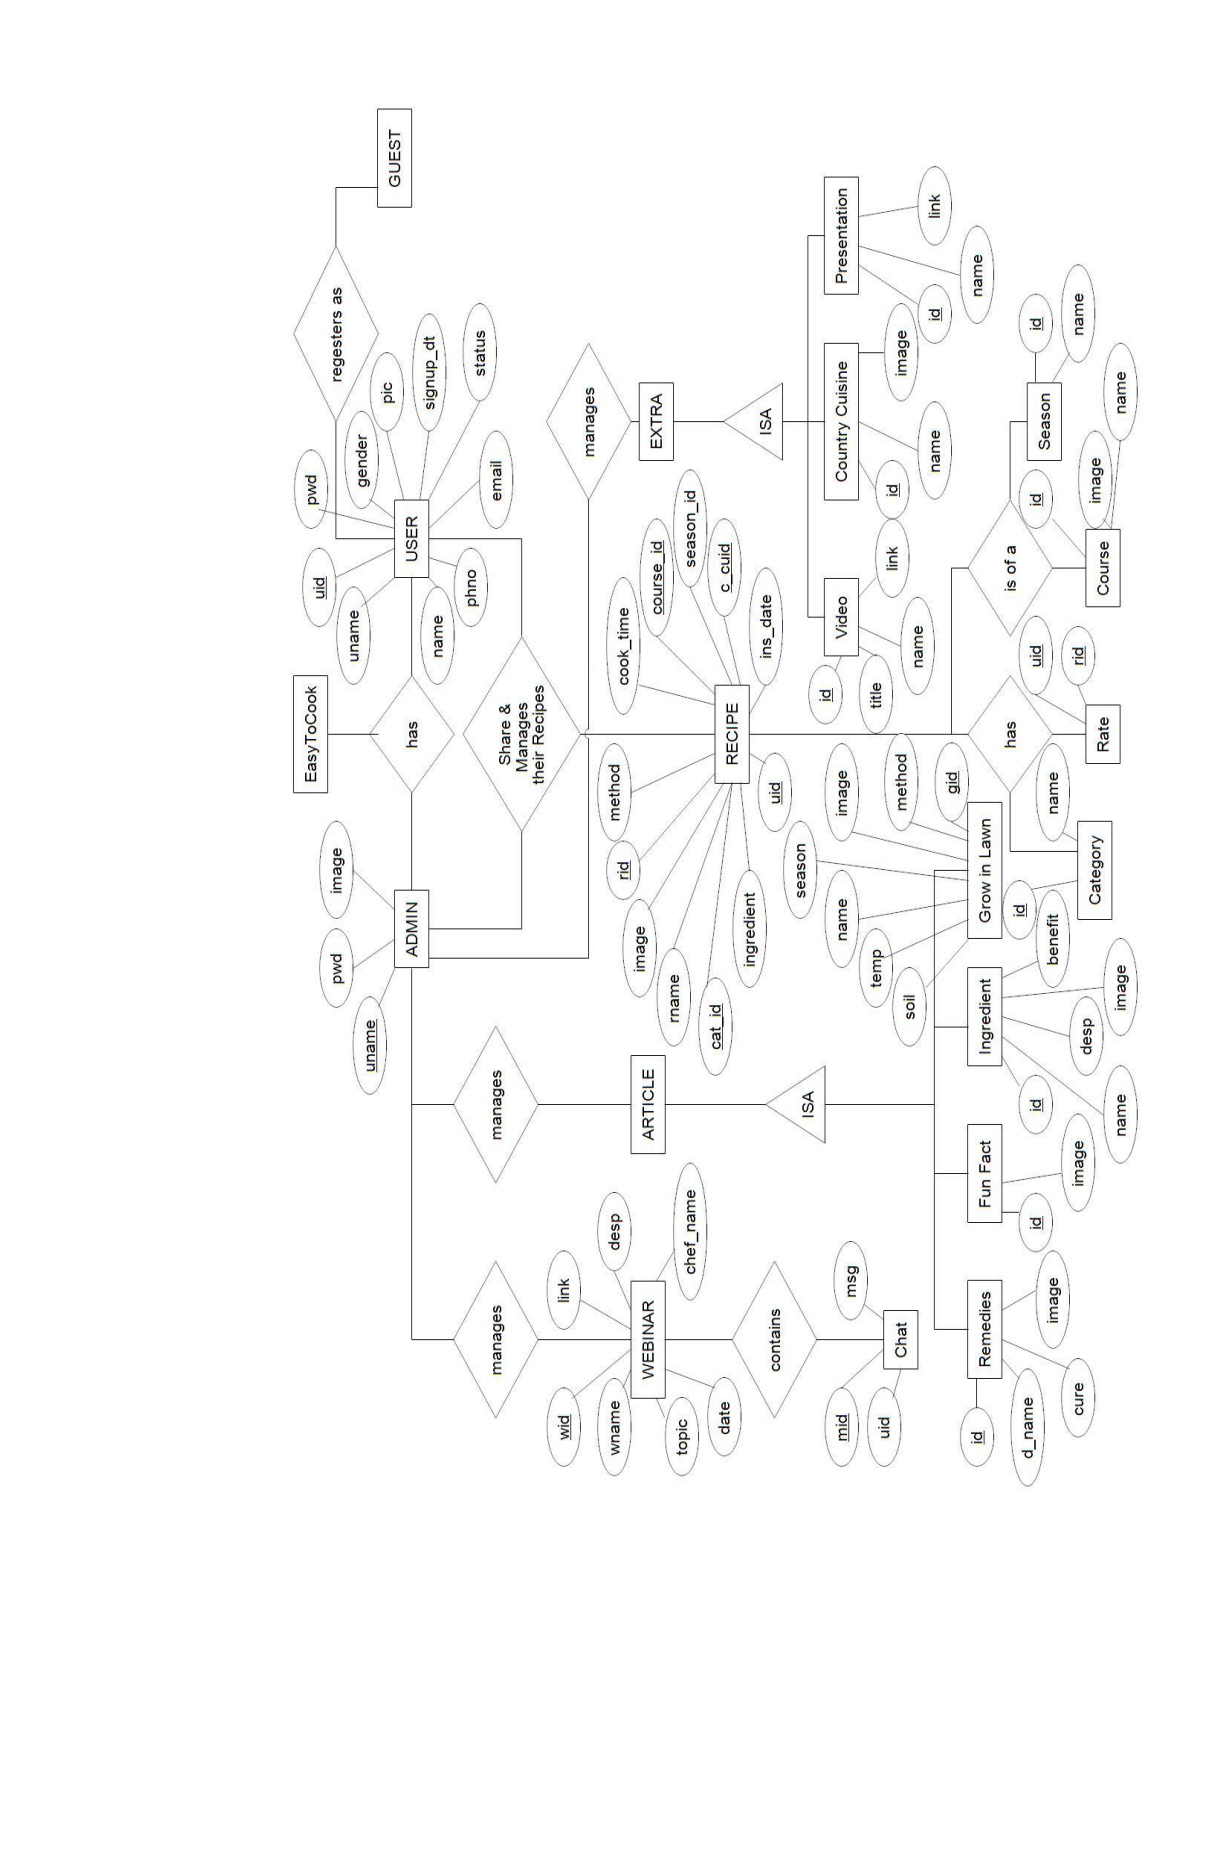 EasyToCook
GUEST
regesters as
has
ADMIN
uname
pwd
image
USER
uid
uname
name
phno
pwd
gender
pic
signup_dt
status
email
Share &
Manages
their Recipes
manages
manages
manages
WEBINAR
wid
wname
topic
date
link
desp
chef_name
contains
Chat
mid
uid
msg
ARTICLE
ISA
Remedies
id
d_name
cure
image
Fun Fact
id
image
Ingredient
id
name
desp
image
benefit
Grow in Lawn
soil
temp
name
season
image
method
gid
RECIPE
method
rid
image
rname
cat_id
ingredient
uid
cook_time
course_id
season_id
c_cuid
ins_date
EXTRA
ISA
Video
id
title
name
link
Country Cuisine
id
name
image
Presentation
id
name
link
has
Category
id
name
Rate
uid
rid
is of a
Course
id
image
name
Season
id
name